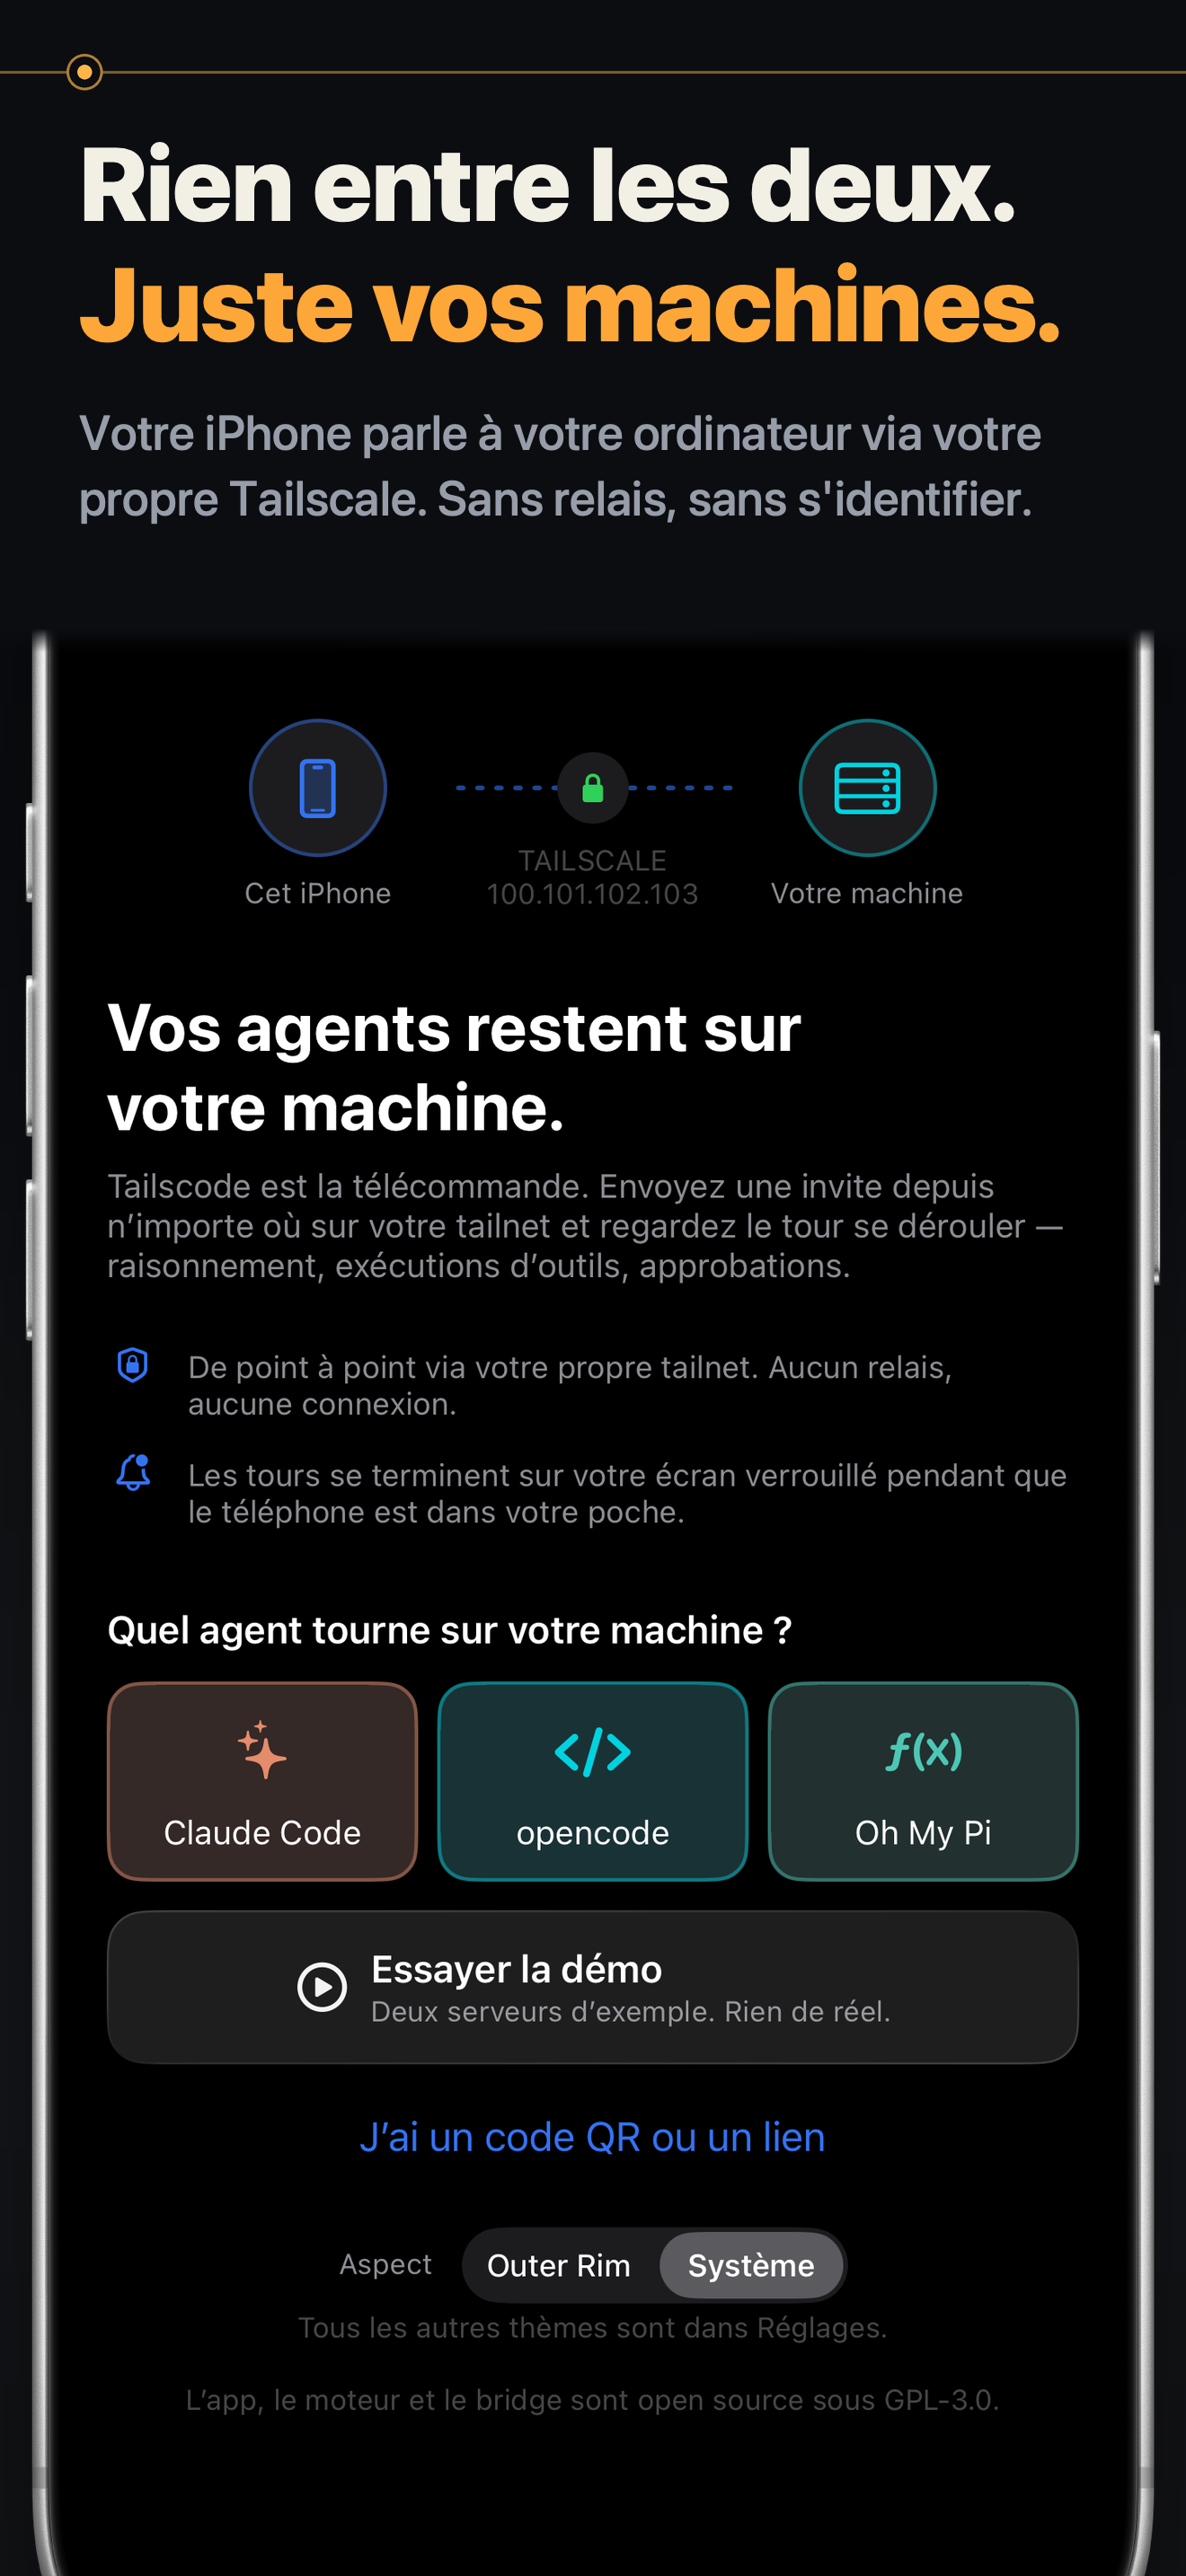 Rien entre les deux.
Juste vos machines.
Votre iPhone parle à votre ordinateur via votre
propre Tailscale. Sans relais, sans s'identifier.
TAILSCALE
100.101.102.103
Cet iPhone
Votre machine
Vos agents restent sur
votre machine.
Tailscode est la télécommande. Envoyez une invite depuis
n’importe où sur votre tailnet et regardez le tour se dérouler —
raisonnement, exécutions d’outils, approbations.
De point à point via votre propre tailnet. Aucun relais,
aucune connexion.
Les tours se terminent sur votre écran verrouillé pendant que
le téléphone est dans votre poche.
Quel agent tourne sur votre machine ?
Claude Code
opencode
ƒ(x)
Oh My Pi
Essayer la démo
Deux serveurs d’exemple. Rien de réel.
J’ai un code QR ou un lien
Aspect
Outer Rim
Système
Tous les autres thèmes sont dans Réglages.
L’app, le moteur et le bridge sont open source sous GPL-3.0.